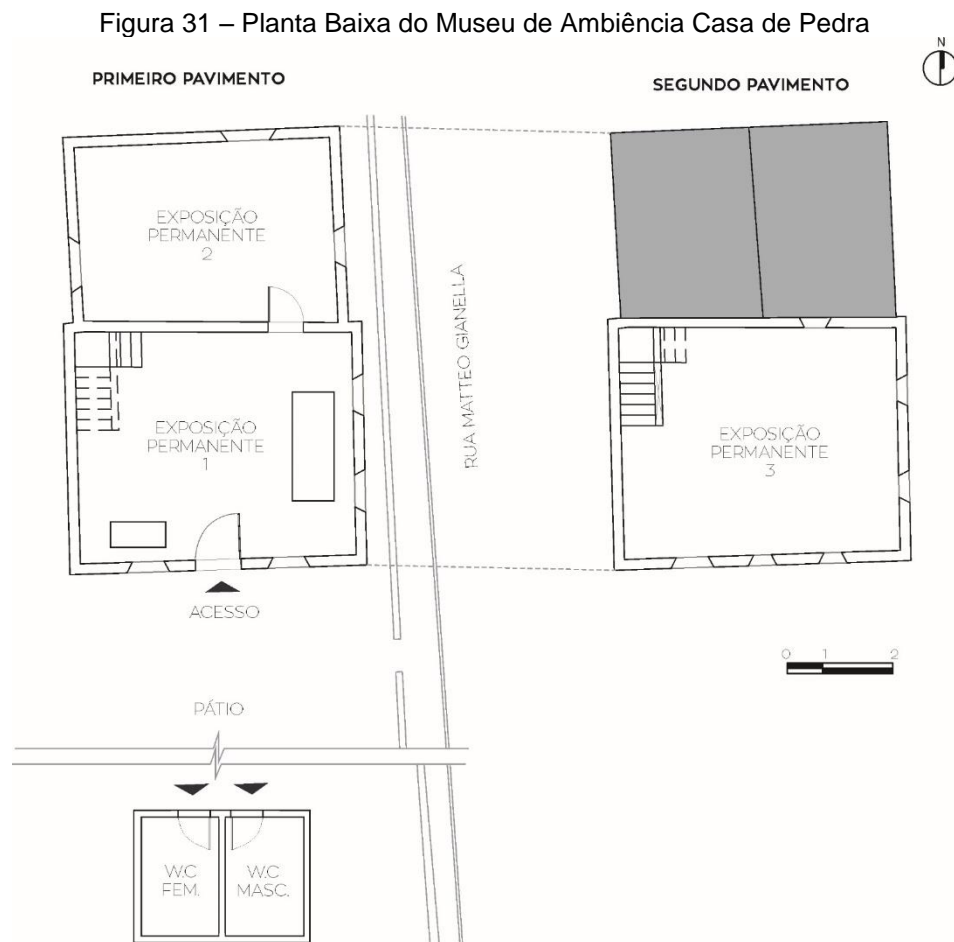 Figura 31 – Planta Baixa do Museu de Ambiência Casa de Pedra
N
PRIMEIRO PAVIMENTO
SEGUNDO PAVIMENTO
EXPOSIÇÃO
PERMANENTE
2
RUA MATTEO GIANELLA
EXPOSIÇÃO
PERMANENTE
1
EXPOSIÇÃO
PERMANENTE
3
ACESSO
0 1 2
PÁTIO
W.C
FEM.
W.C
MASC.